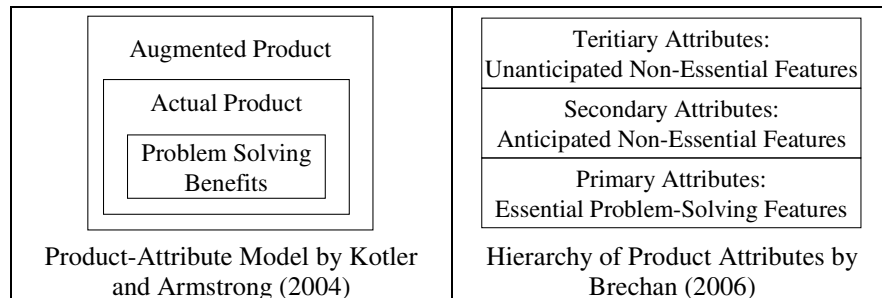 Augmented Product
Actual Product
Problem Solving
Benefits
Product-Attribute Model by Kotler
and Armstrong (2004)
Teritiary Attributes:
Unanticipated Non-Essential Features
Secondary Attributes:
Anticipated Non-Essential Features
Primary Attributes:
Essential Problem-Solving Features
Hierarchy of Product Attributes by
Brechan (2006)